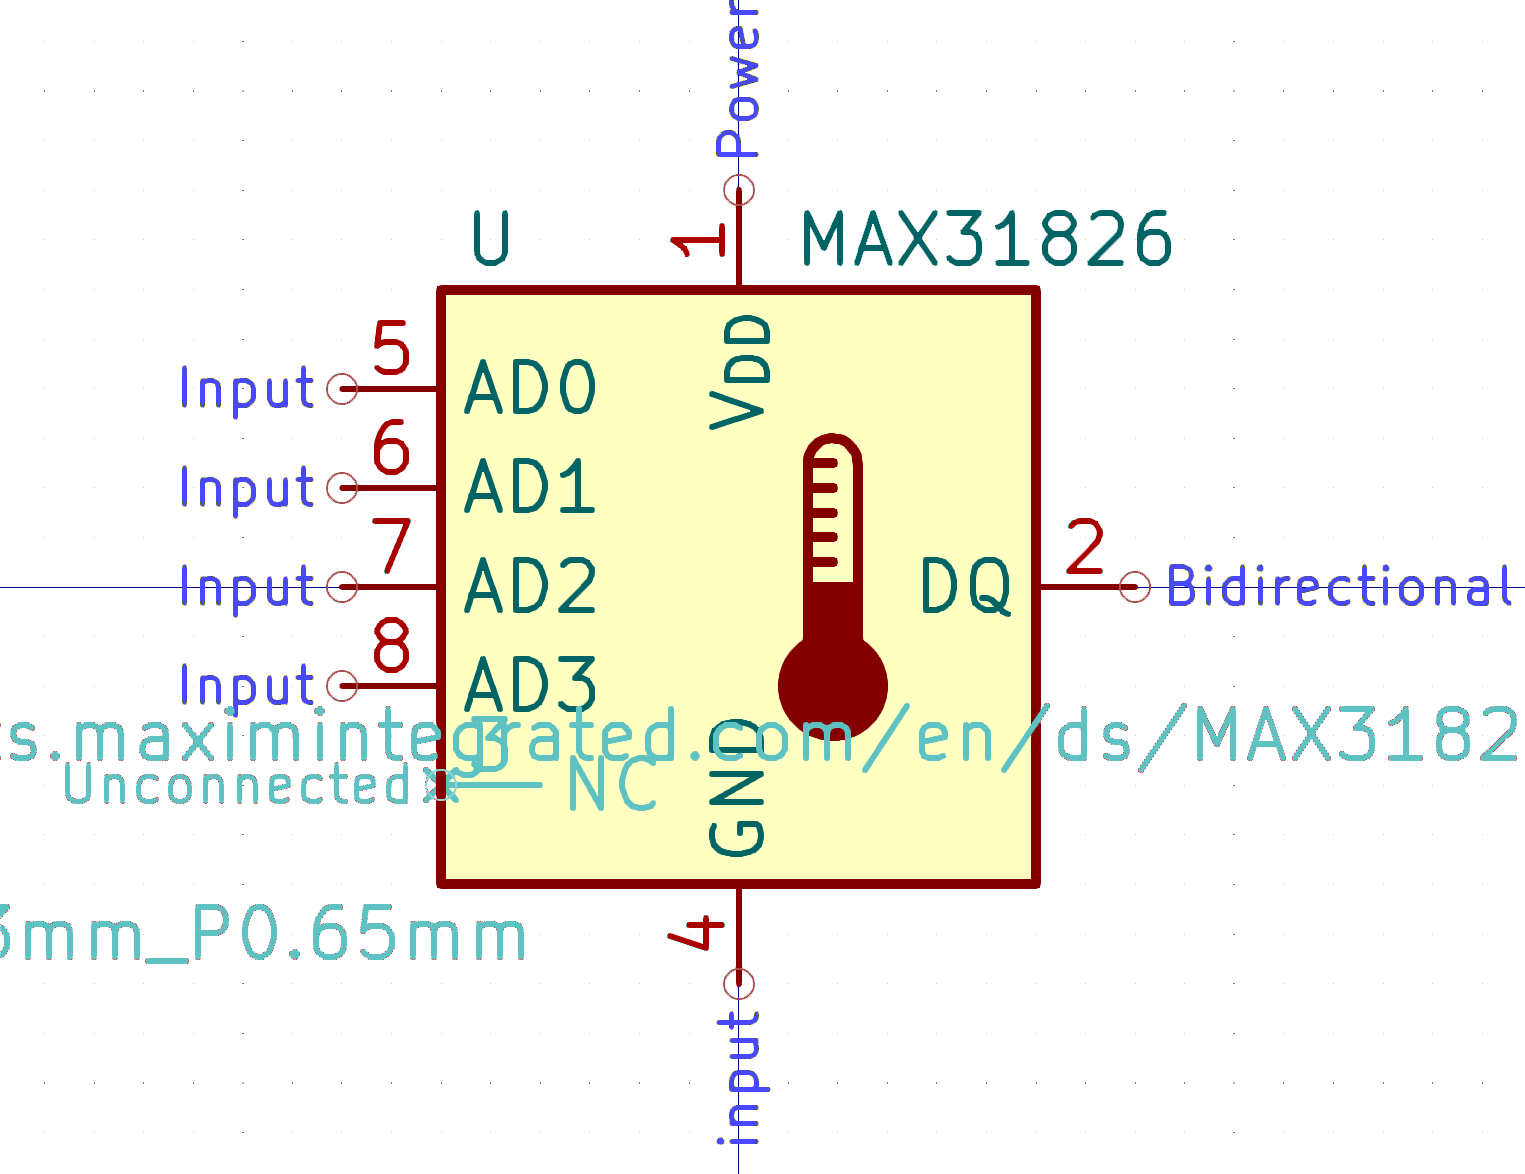 Power
U
MAX31826
1
VDD
5
Input
AD0
6
Input
AD1
7
Input
AD2
2
DQ
Bidirectional
8
Input
AD3
s.maximintegrated.com/en/ds/MAX3182
3
Unconnected
NC
GND
3mm_P0.65mm
4
input